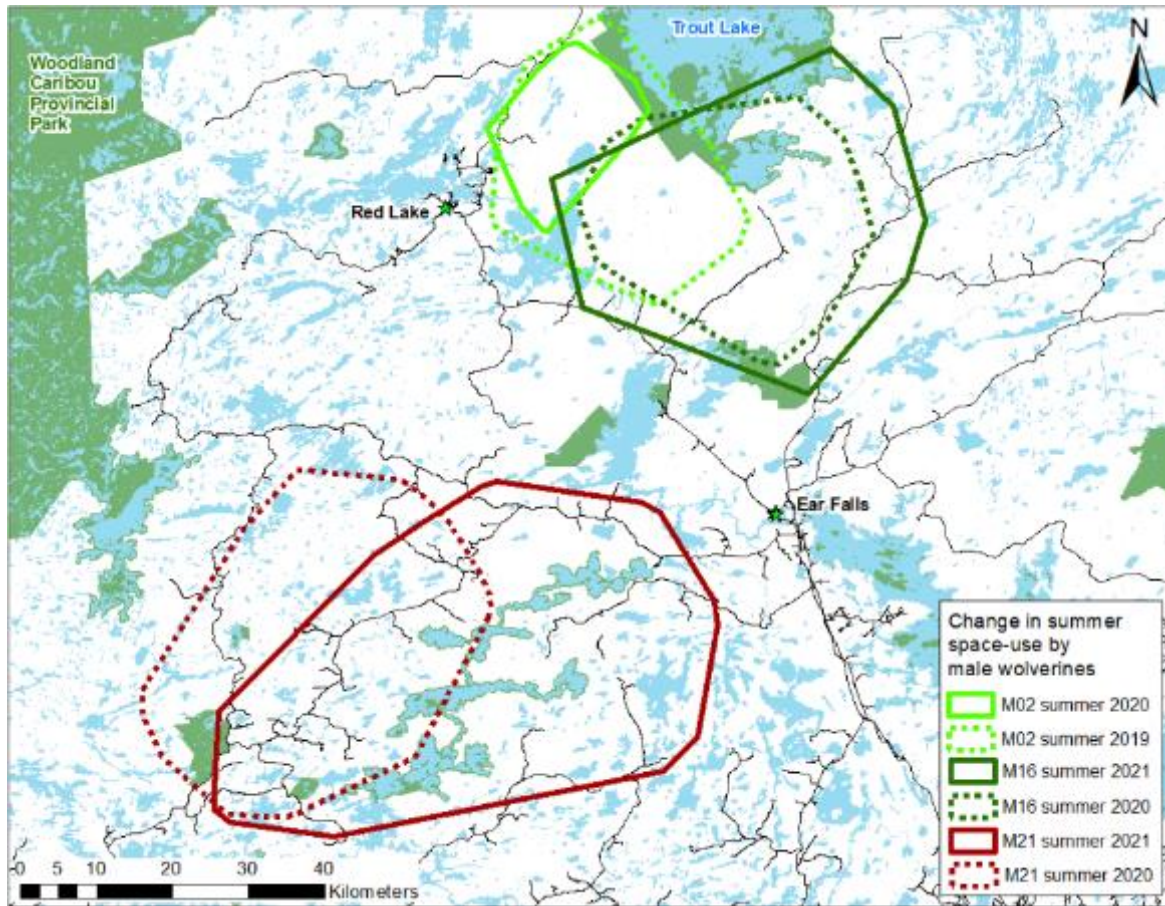 Trout Lake
N
Woodland
Caribou
Provincial
Park
Red Lake
Ear Falls
Change in summer
space-use by
male wolverines
M02 summer 2020
M02 summer 2019
M16 summer 2021
M16 summer 2020
M21 summer 2021
M21 summer 2020
0 5 10 20 30 40
Kilometers